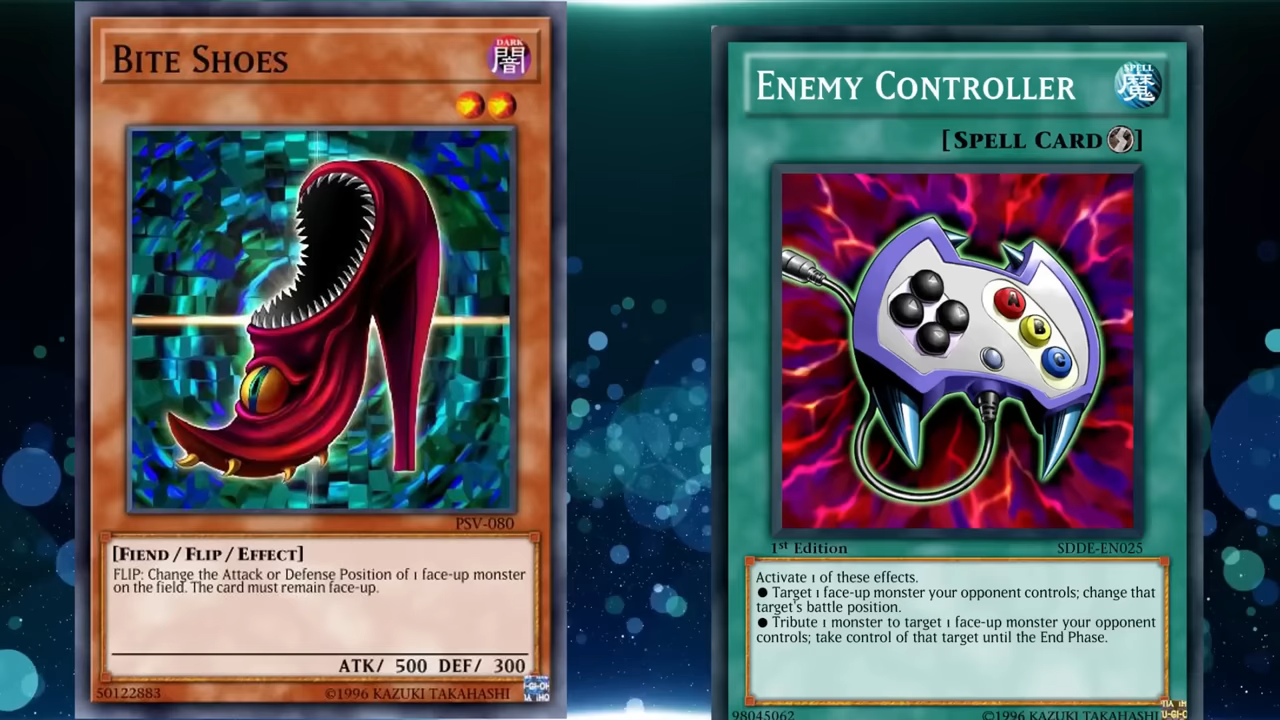 BITE SHOES
DARK
闇
PSV-080
[FIEND / FLIP / EFFECT]
FLIP: Change the Attack or Defense Position of 1 face-up monster
on the field. The card must remain face-up.
ATK/ 500 DEF/ 300
50122883
©1996 KAZUKI TAKAHASHI
ENEMY CONTROLLER
SPELL
魔
[SPELL CARD]
A
B
C
1st Edition
SDDE-EN025
Activate 1 of these effects.
● Target 1 face-up monster your opponent controls; change that
target's battle position.
● Tribute 1 monster to target 1 face-up monster your opponent
controls; take control of that target until the End Phase.
98045062
©1996 KAZUKI TAKAHASHI